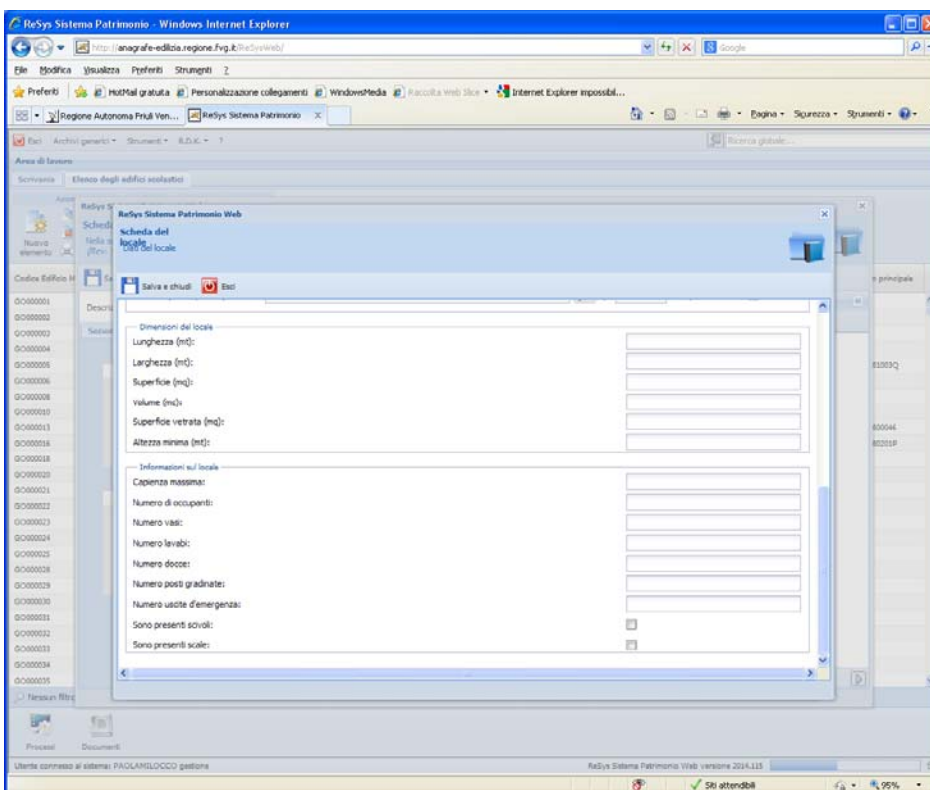 ReSys Sistema Patrimonio - Windows Internet Explorer
http://anagrafe-edilizia.regione.fvg.it/ReSysWeb/
Google
File Modifica Visualizza Preferiti Strumenti ?
Preferiti HotMail gratuita Personalizzazione collegamenti WindowsMedia Raccolta Web Slice Internet Explorer impossibil...
Regione Autonoma Friuli Ven... ReSys Sistema Patrimonio X
Pagina Sicurezza Strumenti
Esci Archivi generici Strumenti R.D.K. ?
Ricerca globale...
Area di lavoro
Scrivania Elenco degli edifici scolastici
ReSys Sistema Patrimonio Web
Scheda del locale
Dati del locale
Nuovo elemento
Salva e chiudi Esci
Codice Edificio
principale
Dimensioni del locale
Lunghezza (mt):
Larghezza (mt):
Superficie (mq):
Volume (mc):
Superficie vetrata (mq):
Altezza minima (mt):
Informazioni sul locale
Capienza massima:
Numero di occupanti:
Numero vasi:
Numero lavabi:
Numero docce:
Numero posti gradinate:
Numero uscite d'emergenza:
Sono presenti scivoli:
Sono presenti scale:
GO000001
GO000002
GO000003
GO000004
GO000005
GO000006
GO000008
GO000010
GO000013
GO000016
GO000018
GO000020
GO000021
GO000022
GO000023
GO000024
GO000025
GO000028
GO000029
GO000030
GO000031
GO000032
GO000033
GO000034
GO000035
Nessun filtro
Processi Documenti
Utente connesso al sistema: PAOLAMILOCCO gestione
ReSys Sistema Patrimonio Web versione 2014.115
Siti attendibili
95%